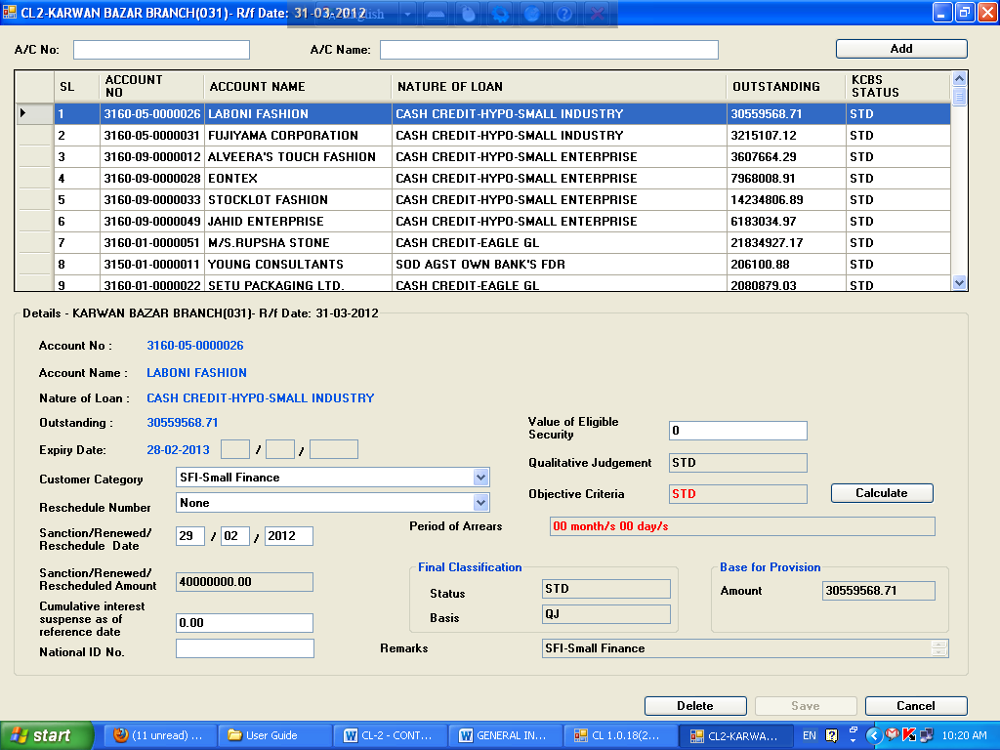 CL2-KARWAN BAZAR BRANCH(031)- R/f Date: 31-03-2012
A/C No:
A/C Name:
Add
SL ACCOUNT NO ACCOUNT NAME NATURE OF LOAN OUTSTANDING KCBS STATUS
1 3160-05-0000026 LABONI FASHION CASH CREDIT-HYPO-SMALL INDUSTRY 30559568.71 STD
2 3160-05-0000031 FUJIYAMA CORPORATION CASH CREDIT-HYPO-SMALL INDUSTRY 3215107.12 STD
3 3160-09-0000012 ALVEERA'S TOUCH FASHION CASH CREDIT-HYPO-SMALL ENTERPRISE 3607664.29 STD
4 3160-09-0000028 EONTEX CASH CREDIT-HYPO-SMALL ENTERPRISE 7968008.91 STD
5 3160-09-0000033 STOCKLOT FASHION CASH CREDIT-HYPO-SMALL ENTERPRISE 14234806.89 STD
6 3160-09-0000049 JAHID ENTERPRISE CASH CREDIT-HYPO-SMALL ENTERPRISE 6183034.97 STD
7 3160-01-0000051 M/S.RUPSHA STONE CASH CREDIT-EAGLE GL 21834927.17 STD
8 3150-01-0000011 YOUNG CONSULTANTS SOD AGST OWN BANK'S FDR 206100.88 STD
9 3160-01-0000022 SETU PACKAGING LTD. CASH CREDIT-EAGLE GL 2080879.03 STD
Details - KARWAN BAZAR BRANCH(031)- R/f Date: 31-03-2012
Account No : 3160-05-0000026
Account Name : LABONI FASHION
Nature of Loan : CASH CREDIT-HYPO-SMALL INDUSTRY
Outstanding : 30559568.71
Expiry Date: 28-02-2013 / /
Customer Category SFI-Small Finance
Reschedule Number None
Sanction/Renewed/
Reschedule Date
29 / 02 / 2012
Sanction/Renewed/
Rescheduled Amount
40000000.00
Cumulative interest
suspense as of
reference date
0.00
National ID No.
Value of Eligible
Security
0
Qualitative Judgement STD
Objective Criteria STD
Calculate
Period of Arrears 00 month/s 00 day/s
Final Classification
Status STD
Basis QJ
Base for Provision
Amount 30559568.71
Remarks SFI-Small Finance
Delete Save Cancel
start (11 unread) ... User Guide CL-2 - CONT... GENERAL IN... CL 1.0.18(2... CL2-KARWA... EN 10:20 AM